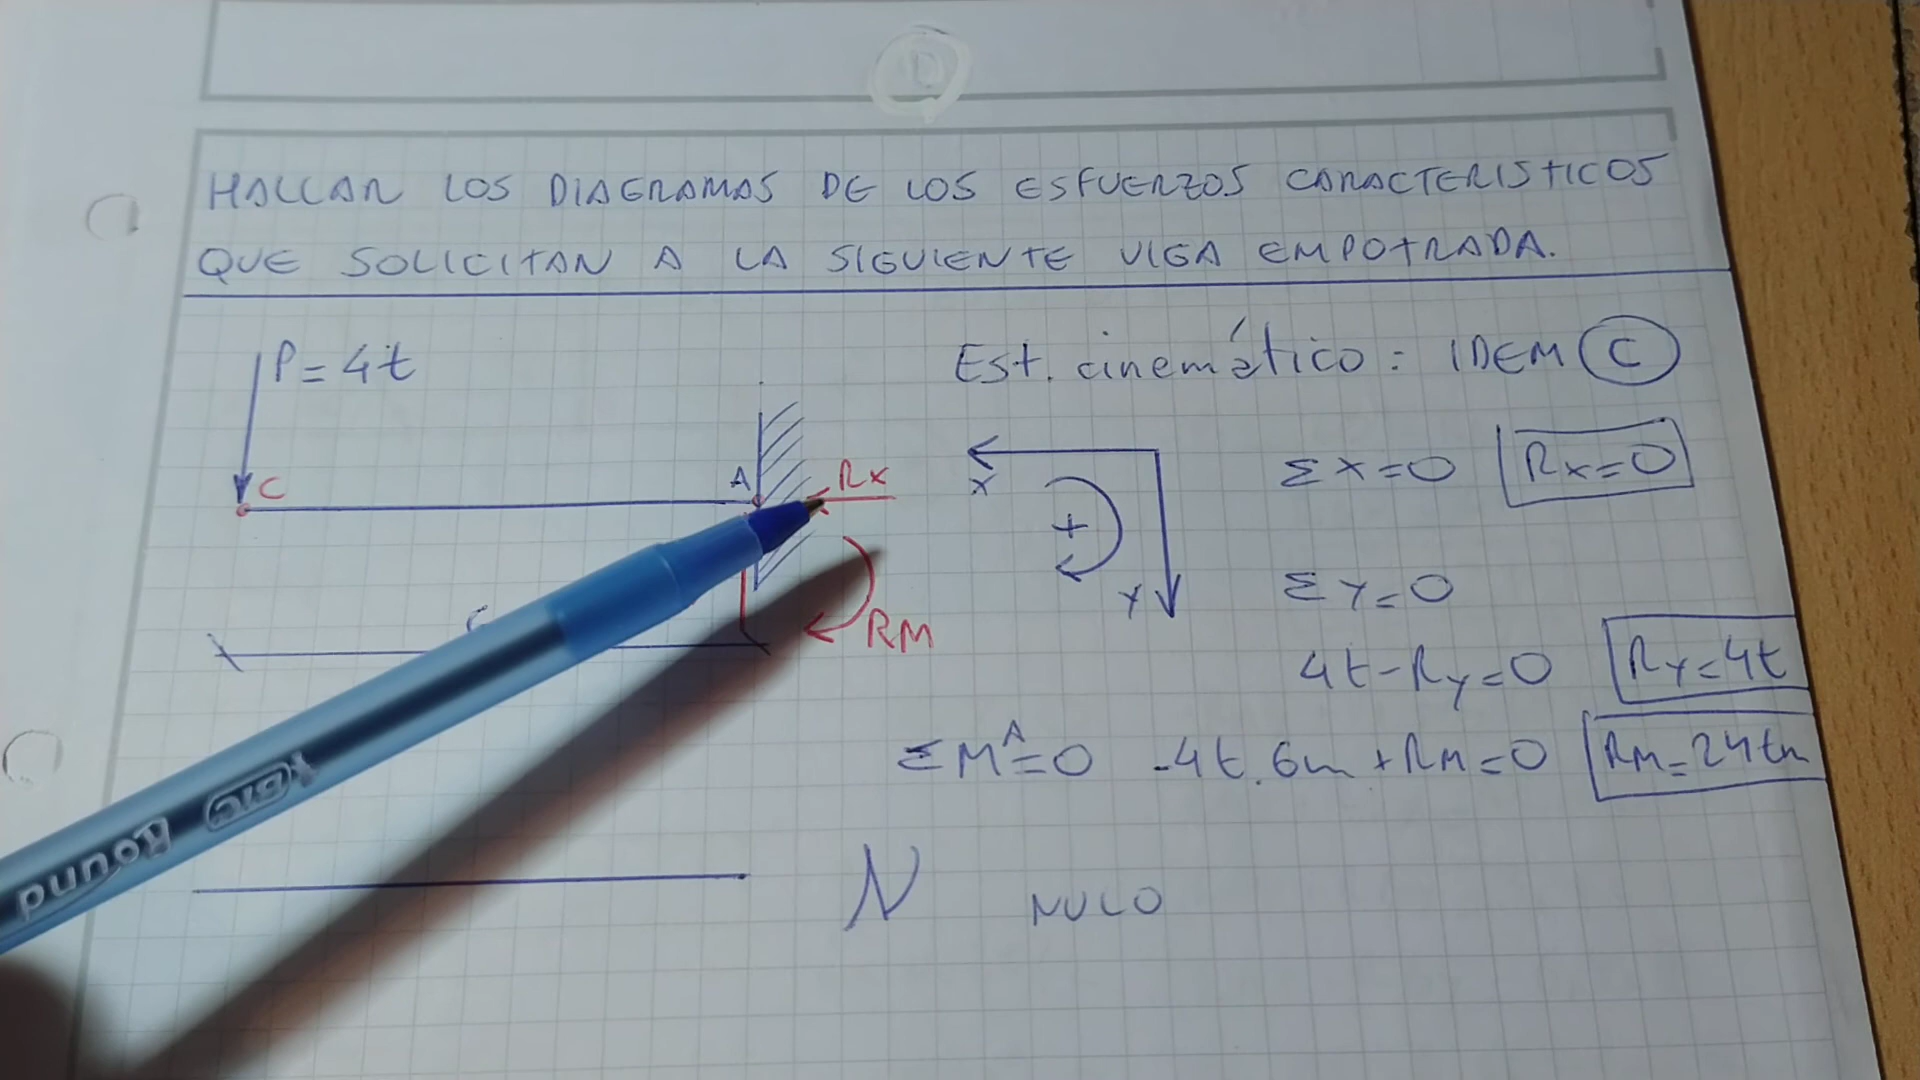 D
HALLAR LOS DIAGRAMAS DE LOS ESFUERZOS CARACTERISTICOS
QUE SOLICITAN A LA SIGUIENTE VIGA EMPOTRADA.
P=4t
Est. cinemático: IDEM C
C
A
Rx
x
+
Y
RM
ΣX=0 Rx=0
ΣY=0
4t-Ry=0 Ry=4t
ΣM^A=0 -4t.6m+RM=0 RM=24tm
N NULO
BIC Round